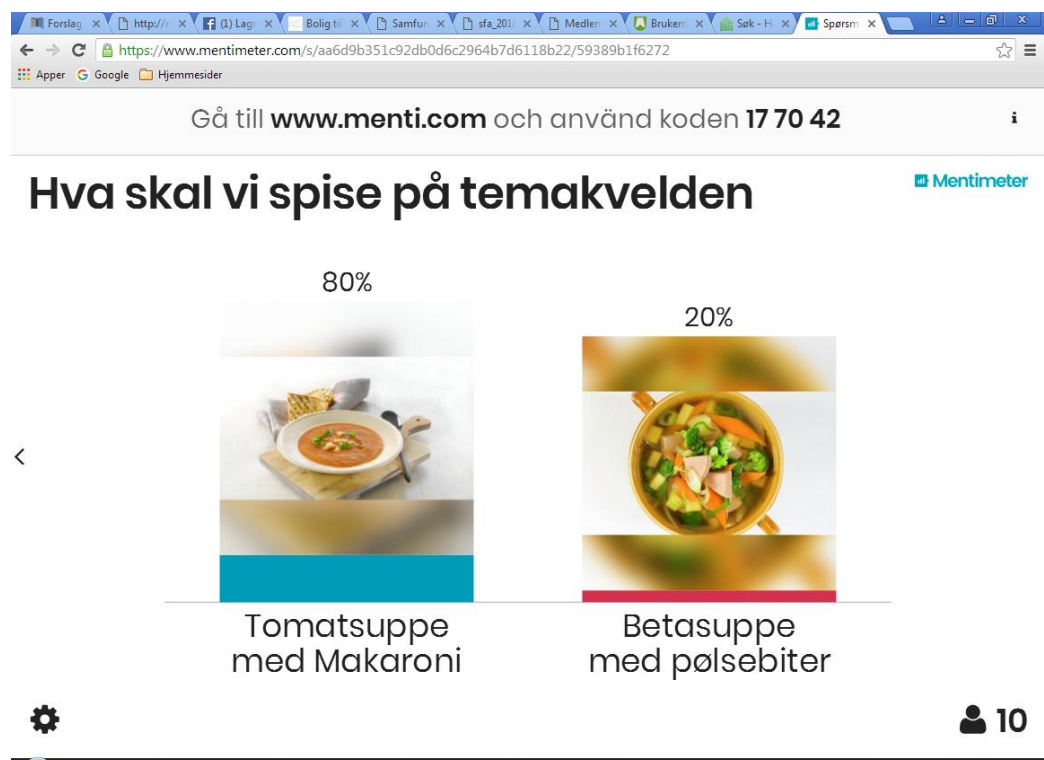 Forslag
http://r
(1) Lag
Bolig til
Samfun
sfa_201
Medlem
Bruker
Søk - H
Spørsm
https://www.mentimeter.com/s/aa6d9b351c92db0d6c2964b7d6118b22/59389b1f6272
Apper Google Hjemmesider
Gå till www.menti.com och använd koden 17 70 42
Hva skal vi spise på temakvelden
Mentimeter
80%
20%
Tomatsuppe
med Makaroni
Betasuppe
med pølsebiter
10